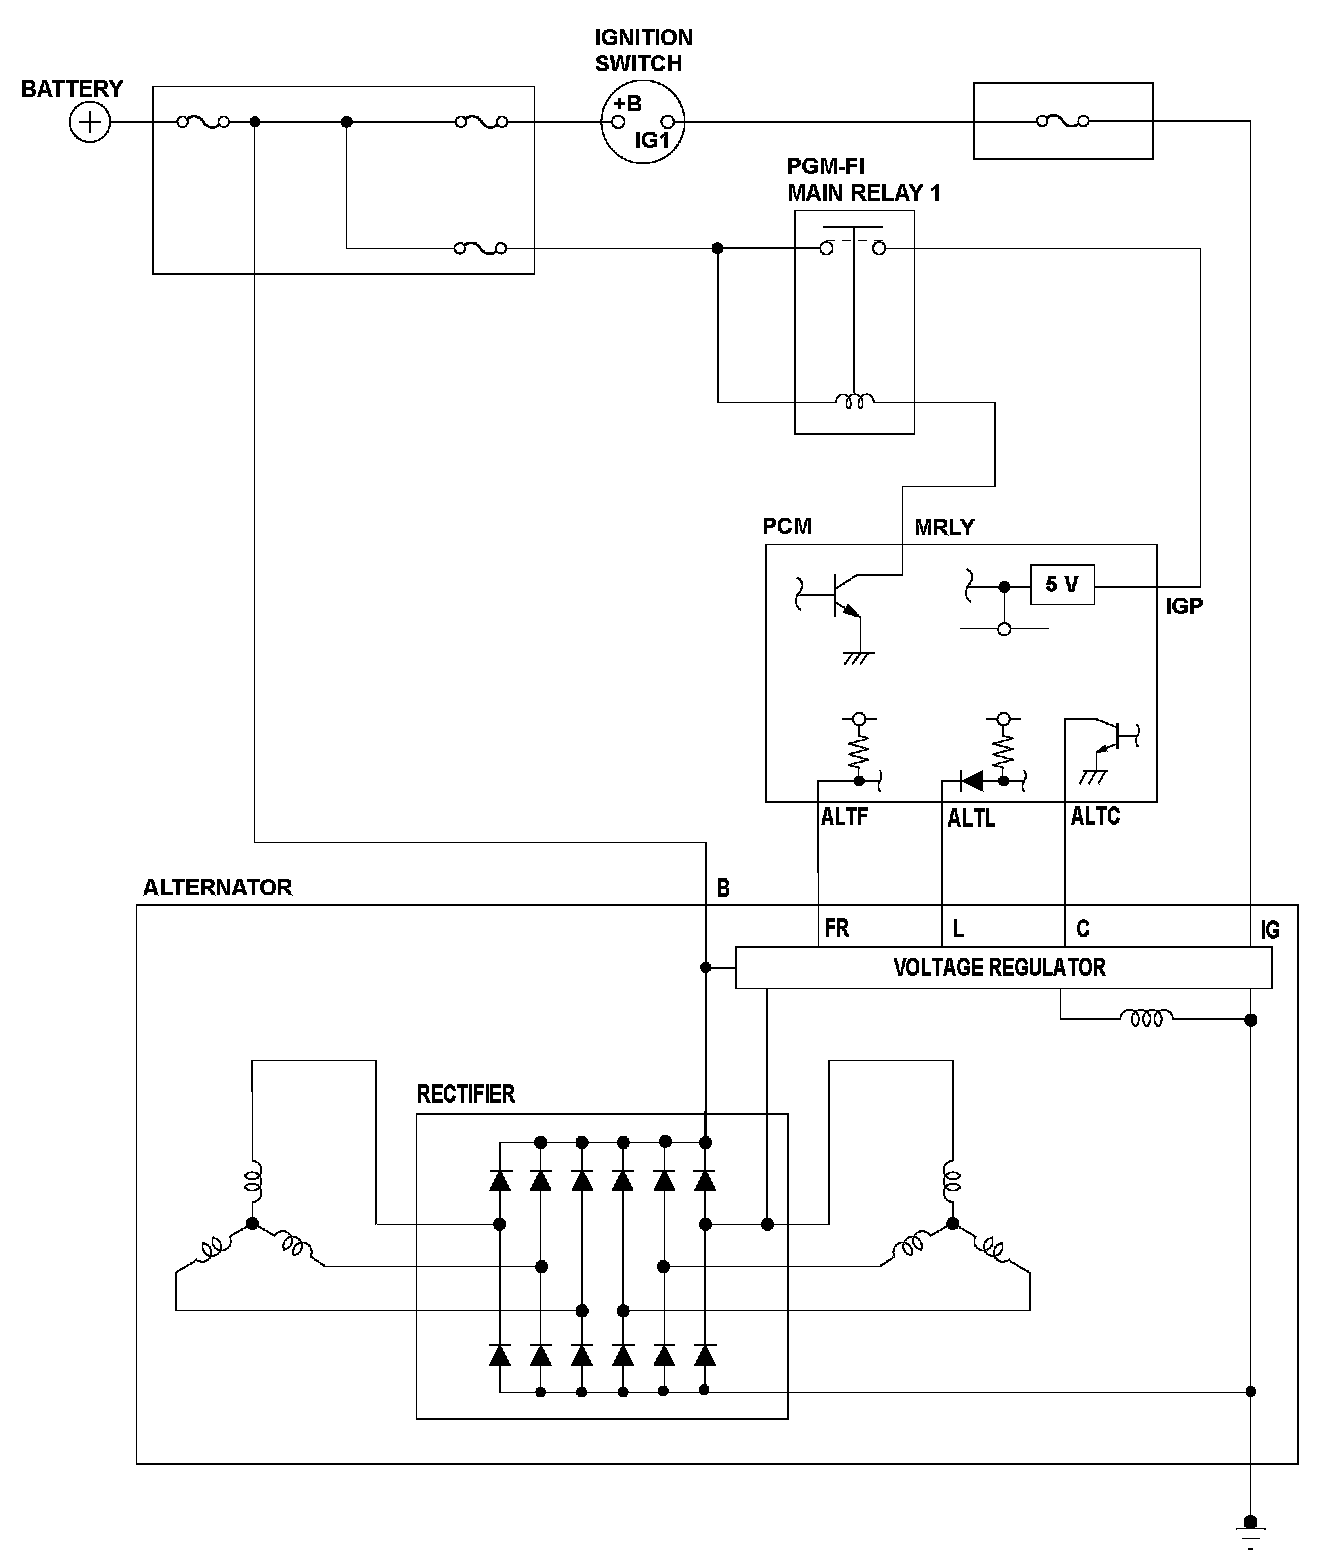 IGNITION
SWITCH
BATTERY
+B
IG1
PGM-FI
MAIN RELAY 1
PCM
MRLY
5 V
IGP
ALTF
ALTL
ALTC
ALTERNATOR
B
FR
L
C
IG
VOLTAGE REGULATOR
RECTIFIER